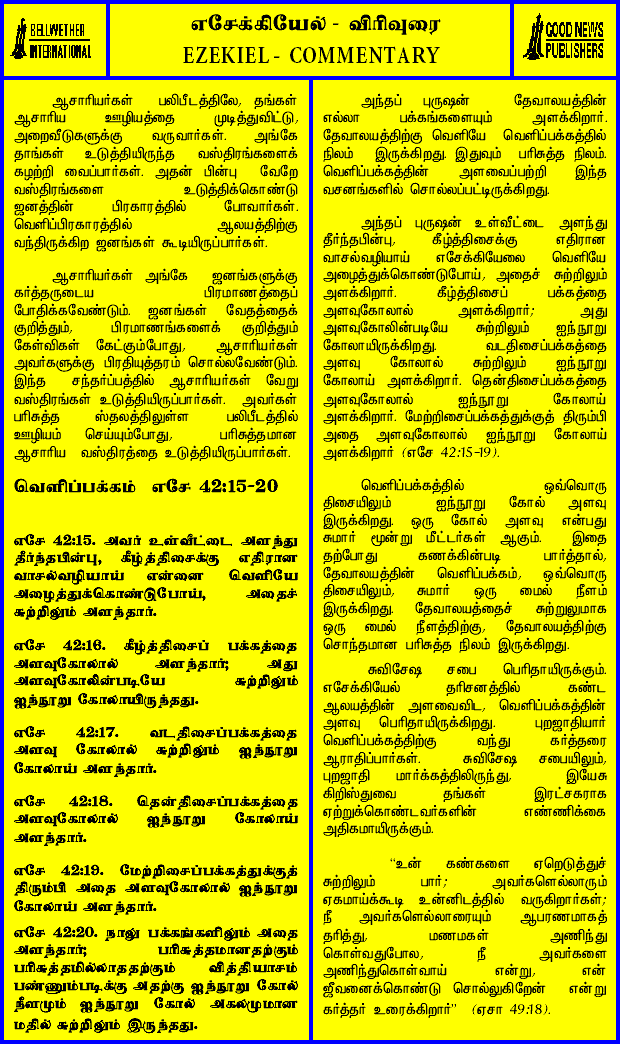 BELLWETHER
INTERNATIONAL
எசேக்கியேல் - விரிவுரை
EZEKIEL - COMMENTARY
GOOD NEWS
PUBLISHERS
ஆசாரியர்கள் பலிபீடத்திலே, தங்கள்
ஆசாரிய ஊழியத்தை முடித்துவிட்டு,
அறைவீடுகளுக்கு வருவார்கள். அங்கே
தாங்கள் உடுத்தியிருந்த வஸ்திரங்களைக்
கழற்றி வைப்பார்கள். அதன் பின்பு வேறே
வஸ்திரங்களை உடுத்திக்கொண்டு
ஜனத்தின் பிரகாரத்தில் போவார்கள்.
வெளிப்பிரகாரத்தில் ஆலயத்திற்கு
வந்திருக்கிற ஜனங்கள் கூடியிருப்பார்கள்.
ஆசாரியர்கள் அங்கே ஜனங்களுக்கு
கர்த்தருடைய பிரமாணத்தைப்
போதிக்கவேண்டும். ஜனங்கள் வேதத்தைக்
குறித்தும், பிரமாணங்களைக் குறித்தும்
கேள்விகள் கேட்கும்போது, ஆசாரியர்கள்
அவர்களுக்கு பிரதியுத்தரம் சொல்லவேண்டும்.
இந்த சந்தர்ப்பத்தில் ஆசாரியர்கள் வேறு
வஸ்திரங்கள் உடுத்தியிருப்பார்கள். அவர்கள்
பரிசுத்த ஸ்தலத்திலுள்ள பலிபீடத்தில்
ஊழியம் செய்யும்போது, பரிசுத்தமான
ஆசாரிய வஸ்திரத்தை உடுத்தியிருப்பார்கள்.
வெளிப்பக்கம் எசே 42:15-20
எசே 42:15. அவர் உள்வீட்டை அளந்து
தீர்ந்தபின்பு, கீழ்த்திசைக்கு எதிரான
வாசல்வழியாய் என்னை வெளியே
அழைத்துக்கொண்டுபோய், அதைச்
சுற்றிலும் அளந்தார்.
எசே 42:16. கீழ்த்திசைப் பக்கத்தை
அளவுகோலால் அளந்தார்; அது
அளவுகோலின்படியே சுற்றிலும்
ஐந்நூறு கோலாயிருந்தது.
எசே 42:17. வடதிசைப்பக்கத்தை
அளவு கோலால் சுற்றிலும் ஐந்நூறு
கோலாய் அளந்தார்.
எசே 42:18. தென்திசைப்பக்கத்தை
அளவுகோலால் ஐந்நூறு கோலாய்
அளந்தார்.
எசே 42:19. மேற்றிசைப்பக்கத்துக்குத்
திரும்பி அதை அளவுகோலால் ஐந்நூறு
கோலாய் அளந்தார்.
எசே 42:20. நாலு பக்கங்களிலும் அதை
அளந்தார்; பரிசுத்தமானதற்கும்
பரிசுத்தமில்லாததற்கும் வித்தியாசம்
பண்ணும்படிக்கு அதற்கு ஐந்நூறு கோல்
நீளமும் ஐந்நூறு கோல் அகலமுமான
மதில் சுற்றிலும் இருந்தது.
அந்தப் புருஷன் தேவாலயத்தின்
எல்லா பக்கங்களையும் அளக்கிறார்.
தேவாலயத்திற்கு வெளியே வெளிப்பக்கத்தில்
நிலம் இருக்கிறது. இதுவும் பரிசுத்த நிலம்.
வெளிப்பக்கத்தின் அளவைப்பற்றி இந்த
வசனங்களில் சொல்லப்பட்டிருக்கிறது.
அந்தப் புருஷன் உள்வீட்டை அளந்து
தீர்ந்தபின்பு, கீழ்த்திசைக்கு எதிரான
வாசல்வழியாய் எசேக்கியேலை வெளியே
அழைத்துக்கொண்டுபோய், அதைச் சுற்றிலும்
அளக்கிறார். கீழ்த்திசைப் பக்கத்தை
அளவுகோலால் அளக்கிறார்; அது
அளவுகோலின்படியே சுற்றிலும் ஐந்நூறு
கோலாயிருக்கிறது. வடதிசைப்பக்கத்தை
அளவு கோலால் சுற்றிலும் ஐந்நூறு
கோலாய் அளக்கிறார். தென்திசைப்பக்கத்தை
அளவுகோலால் ஐந்நூறு கோலாய்
அளக்கிறார். மேற்றிசைப்பக்கத்துக்குத் திரும்பி
அதை அளவுகோலால் ஐந்நூறு கோலாய்
அளக்கிறார் (எசே 42:15-19).
வெளிப்பக்கத்தில் ஒவ்வொரு
திசையிலும் ஐந்நூறு கோல் அளவு
இருக்கிறது. ஒரு கோல் அளவு என்பது
சுமார் மூன்று மீட்டர்கள் ஆகும். இதை
தற்போது கணக்கின்படி பார்த்தால்,
தேவாலயத்தின் வெளிப்பக்கம், ஒவ்வொரு
திசையிலும், சுமார் ஒரு மைல் நீளம்
இருக்கிறது. தேவாலயத்தைச் சுற்றுலுமாக
ஒரு மைல் நீளத்திற்கு, தேவாலயத்திற்கு
சொந்தமான பரிசுத்த நிலம் இருக்கிறது.
சுவிசேஷ சபை பெரிதாயிருக்கும்.
எசேக்கியேல் தரிசனத்தில் கண்ட
ஆலயத்தின் அளவைவிட, வெளிப்பக்கத்தின்
அளவு பெரிதாயிருக்கிறது. புறஜாதியார்
வெளிப்பக்கத்திற்கு வந்து கர்த்தரை
ஆராதிப்பார்கள். சுவிசேஷ சபையிலும்,
புறஜாதி மார்க்கத்திலிருந்து, இயேசு
கிறிஸ்துவை தங்கள் இரட்சகராக
ஏற்றுக்கொண்டவர்களின் எண்ணிக்கை
அதிகமாயிருக்கும்.
"உன் கண்களை ஏறெடுத்துச்
சுற்றிலும் பார்; அவர்களெல்லாரும்
ஏகமாய்க்கூடி உன்னிடத்தில் வருகிறார்கள்;
நீ அவர்களெல்லாரையும் ஆபரணமாகத்
தரித்து, மணமகள் அணிந்து
கொள்வதுபோல, நீ அவர்களை
அணிந்துகொள்வாய் என்று, என்
ஜீவனைக்கொண்டு சொல்லுகிறேன் என்று
கர்த்தர் உரைக்கிறார்" (ஏசா 49:18).